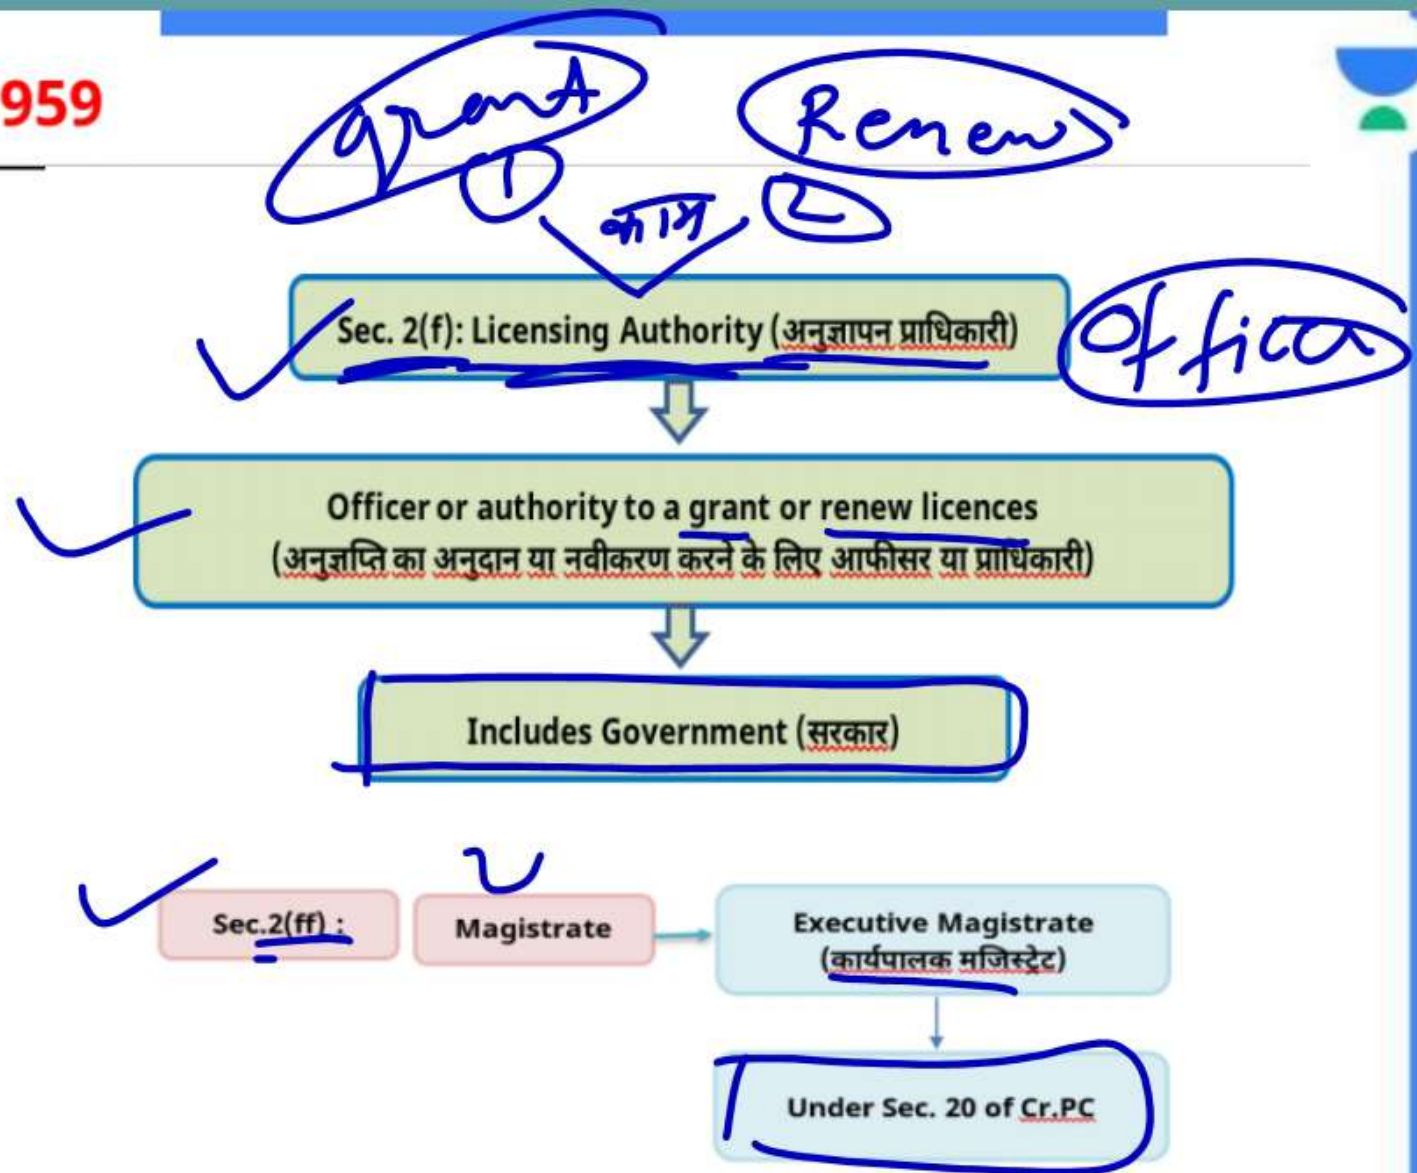 959
grant
Renew
1
काम
2
Sec. 2(f): Licensing Authority (अनुज्ञापन प्राधिकारी)
Officer
Officer or authority to a grant or renew licences
(अनुज्ञप्ति का अनुदान या नवीकरण करने के लिए आफीसर या प्राधिकारी)
Includes Government (सरकार)
Sec.2(ff) :
Magistrate
Executive Magistrate
(कार्यपालक मजिस्ट्रेट)
Under Sec. 20 of Cr.PC